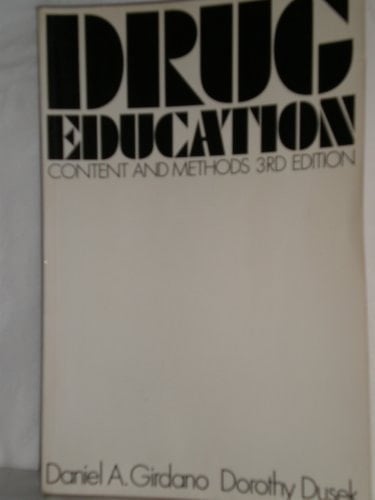 DRUG
EDUCATION
CONTENT AND METHODS 3RD EDITION
Daniel A. Girdano Dorothy Dusek